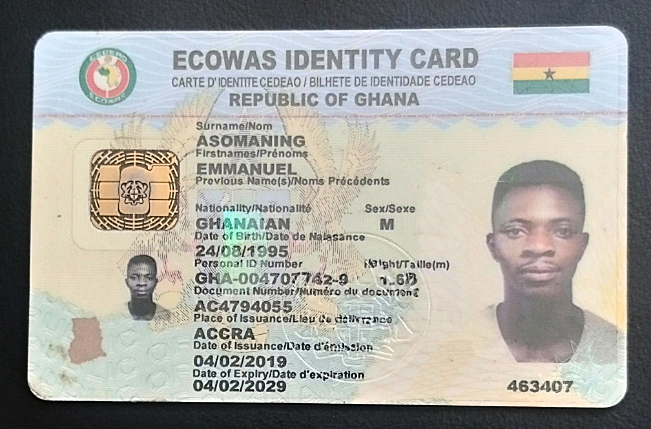 ECOWAS IDENTITY CARD
CARTE D'IDENTITE CEDEAO / BILHETE DE IDENTIDADE CEDEAO
REPUBLIC OF GHANA
Surname/Nom
ASOMANING
Firstnames/Prénoms
EMMANUEL
Previous Name(s)/Noms Précédents
Nationality/Nationalité Sex/Sexe
GHANAIAN M
Date of Birth/Date de Naissance
24/08/1995
Personal ID Number Height/Taille(m)
GHA-004707742-9
Document Number/Numéro du document
AC4794055
Place of Issuance/Lieu de délivrance
ACCRA
Date of Issuance/Date d'émission
04/02/2019
Date of Expiry/Date d'expiration
04/02/2029
463407